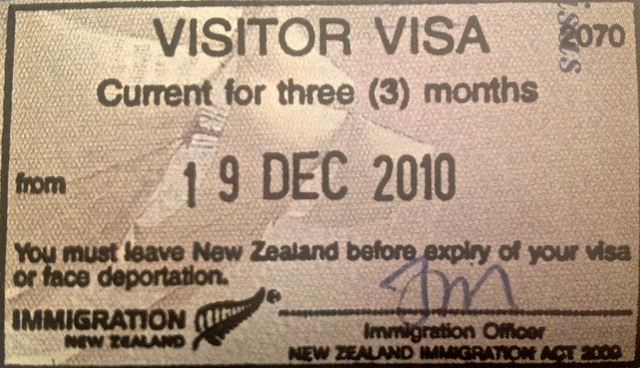 VISITOR VISA
2070
Current for three (3) months
from 19 DEC 2010
You must leave New Zealand before expiry of your visa
or face deportation.
IMMIGRATION
NEW ZEALAND
Immigration Officer
NEW ZEALAND IMMIGRATION ACT 2009